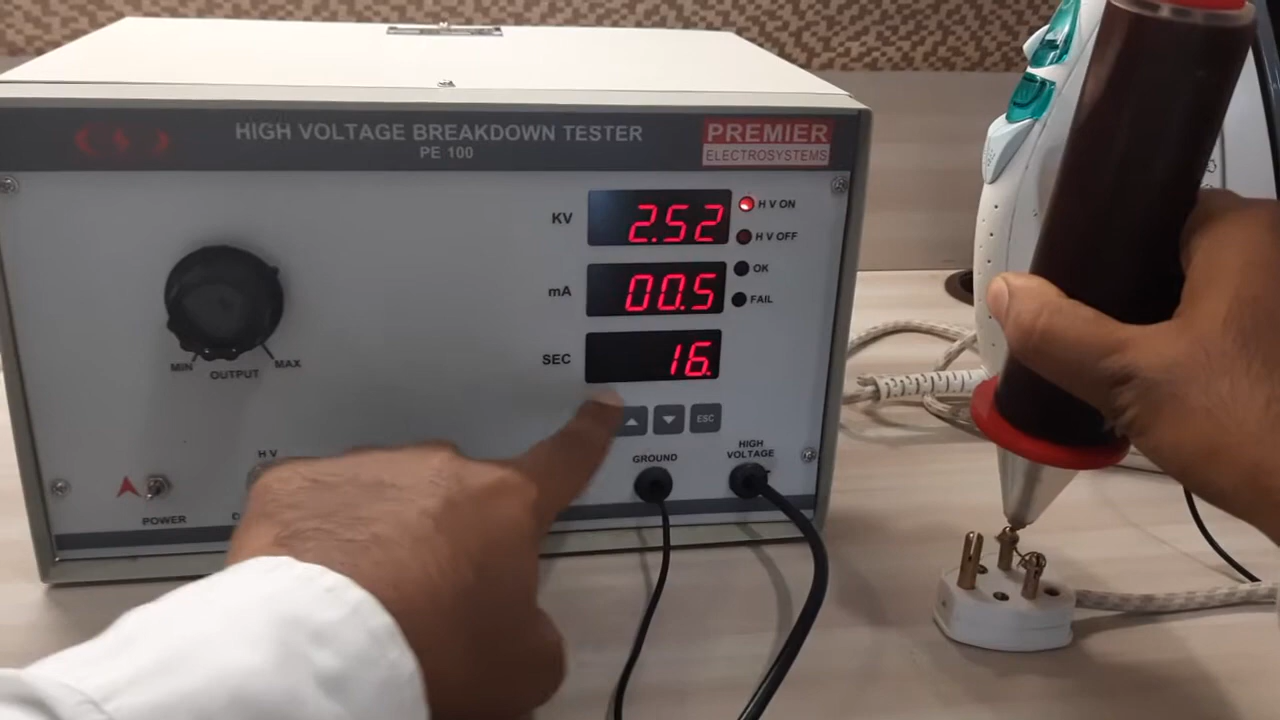 HIGH VOLTAGE BREAKDOWN TESTER
PE 100
PREMIER
ELECTROSYSTEMS
KV
2.52
H V ON
H V OFF
mA
00.5
OK
FAIL
SEC
16.
MIN
MAX
OUTPUT
ESC
H V
GROUND
HIGH
VOLTAGE
POWER